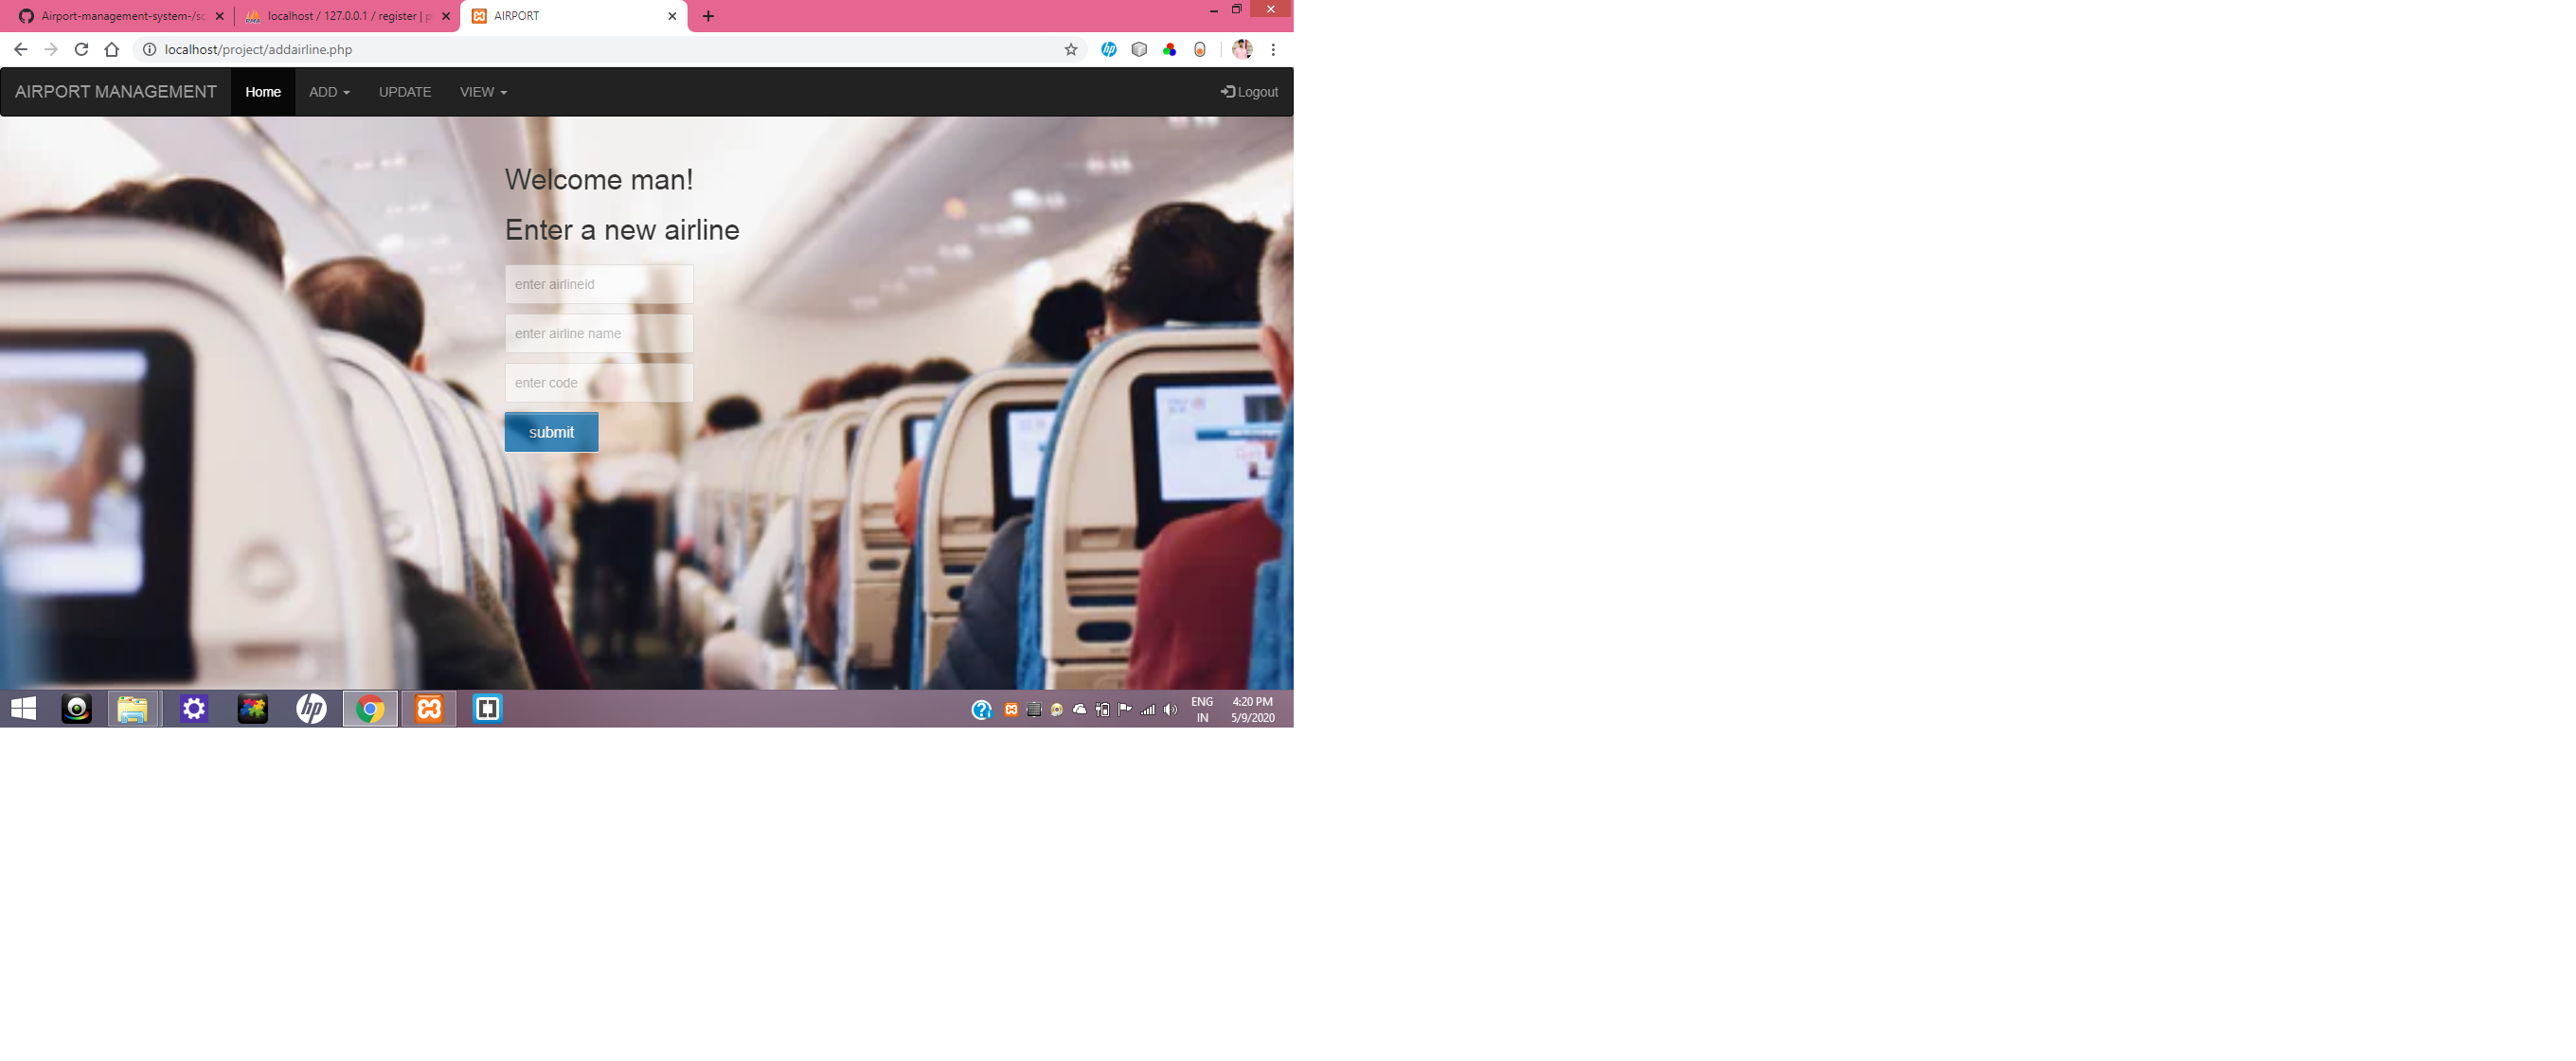 Airport-management-system-/sc
localhost / 127.0.0.1 / register | p
AIRPORT
localhost/project/addairline.php
AIRPORT MANAGEMENT
Home
ADD
UPDATE
VIEW
Logout
Welcome man!
Enter a new airline
enter airlineid
enter airline name
enter code
submit
hp
ENG
IN
4:20 PM
5/9/2020